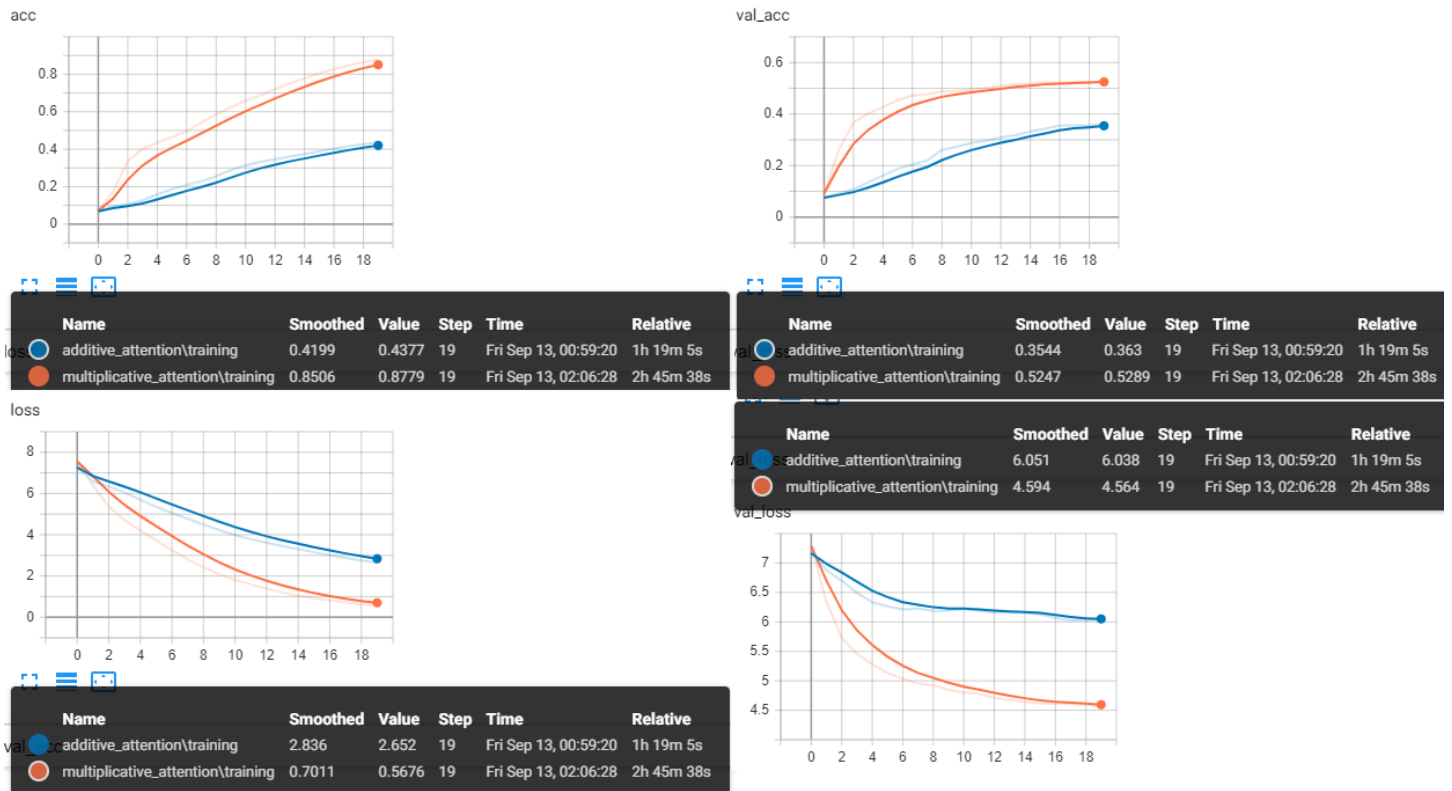 acc
0.8
0.6
0.4
0.2
0
0 2 4 6 8 10 12 14 16 18
Name Smoothed Value Step Time Relative
additive_attention\training 0.4199 0.4377 19 Fri Sep 13, 00:59:20 1h 19m 5s
multiplicative_attention\training 0.8506 0.8779 19 Fri Sep 13, 02:06:28 2h 45m 38s
val_acc
0.6
0.4
0.2
0
0 2 4 6 8 10 12 14 16 18
Name Smoothed Value Step Time Relative
additive_attention\training 0.3544 0.363 19 Fri Sep 13, 00:59:20 1h 19m 5s
multiplicative_attention\training 0.5247 0.5289 19 Fri Sep 13, 02:06:28 2h 45m 38s
loss
8
6
4
2
0
0 2 4 6 8 10 12 14 16 18
Name Smoothed Value Step Time Relative
additive_attention\training 2.836 2.652 19 Fri Sep 13, 00:59:20 1h 19m 5s
multiplicative_attention\training 0.7011 0.5676 19 Fri Sep 13, 02:06:28 2h 45m 38s
Name Smoothed Value Step Time Relative
additive_attention\training 6.051 6.038 19 Fri Sep 13, 00:59:20 1h 19m 5s
multiplicative_attention\training 4.594 4.564 19 Fri Sep 13, 02:06:28 2h 45m 38s
val_loss
7
6.5
6
5.5
5
4.5
0 2 4 6 8 10 12 14 16 18